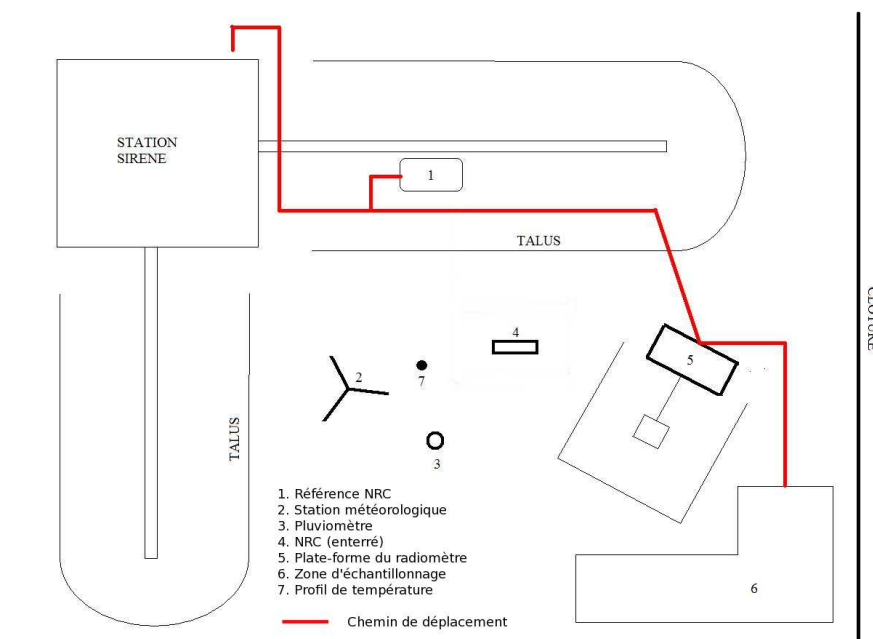 STATION
SIRENE
1
TALUS
CLOTURE
4
5
2
7
TALUS
3
1. Référence NRC
2. Station météorologique
3. Pluviomètre
4. NRC (enterré)
5. Plate-forme du radiomètre
6. Zone d'échantillonnage
7. Profil de température
6
Chemin de déplacement